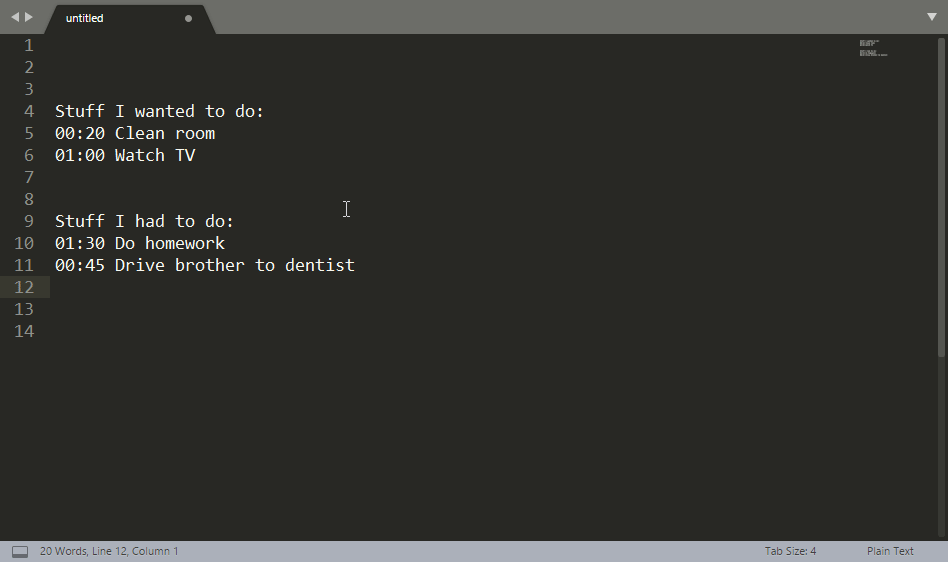 untitled
1
2
3
4 Stuff I wanted to do:
5 00:20 Clean room
6 01:00 Watch TV
7
8
9 Stuff I had to do:
10 01:30 Do homework
11 00:45 Drive brother to dentist
12
13
14
20 Words, Line 12, Column 1 Tab Size: 4 Plain Text